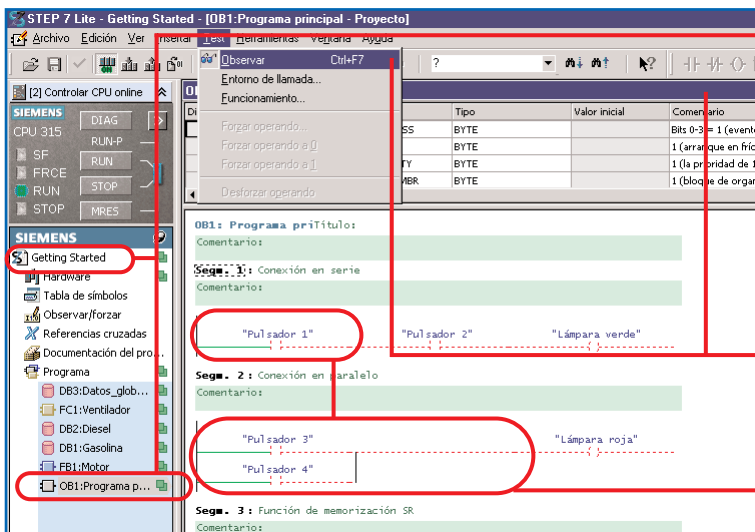 STEP 7 Lite - Getting Started - [OB1:Programa principal - Proyecto]
Archivo Edición Ver Insertar Test Herramientas Ventana Ayuda
?
[2] Controlar CPU online
SIEMENS
CPU 315
DIAG
RUN-P
SF
RUN
FRCE
RUN
STOP
STOP
MRES
Observar Ctrl+F7
Entorno de llamada...
Funcionamiento...
Forzar operando...
Forzar operando a 0
Forzar operando a 1
Desforzar operando
Tipo Valor inicial Comentario
SS BYTE Bits 0-3 = 1 (evento
BYTE 1 (arranque en fríc
TY BYTE 1 (la prioridad de 1
MBR BYTE 1 (bloque de organ
SIEMENS
Getting Started
Hardware
Tabla de símbolos
Observar/forzar
Referencias cruzadas
Documentación del pro...
Programa
DB3:Datos_glob...
FC1:Ventilador
DB2:Diesel
DB1:Gasolina
FB1:Motor
OB1:Programa p...
OB1: Programa priTítulo:
Comentario:
Segm. 1: Conexión en serie
Comentario:
"Pulsador 1" "Pulsador 2" "Lámpara verde"
Segm. 2: Conexión en paralelo
Comentario:
"Pulsador 3" "Lámpara roja"
"Pulsador 4"
Segm. 3: Función de memorización SR
Comentario: